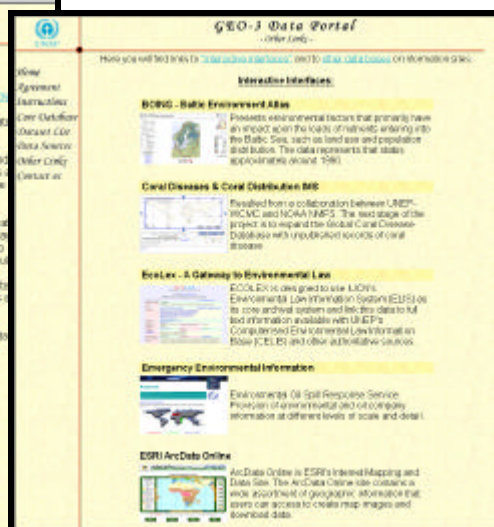 GEO-3 Data Portal
- Other Links -
Here you will find links to "interactive interfaces" and to other data bases on information sites.
Home
Agreement
Instructions
Core Database
Dataset List
Data Sources
Other Links
Contact us
Interactive Interfaces:
BOING - Baltic Environment Atlas
Presents environmental factors that primarily have
an impact upon the loads of nutrients entering into
the Baltic Sea, such as land use and population
distribution. The data represents that status
approximately around 1990.
Coral Diseases & Coral Distribution IMS
Resulted from a collaboration between UNEP-
WCMC and NOAA NMFS. The next stage of the
project is to expand the Global Coral Disease
Database with unpublished records of coral
disease
EcoLex - A Gateway to Environmental Law
ECOLEX is designed to use IUCN's
Environmental Law Information System (ELIS) as
its core archival system and link this data to full
text information available with UNEP's
Computerised Environmental Law Information
Base (CELIB) and other authoritative sources.
Emergency Environmental Information
Environmental Oil Spill Response Service
Provision of environmental and oil company
information at different levels of scale and detail.
ESRI ArcData Online
ArcData Online is ESRI's Internet Mapping and
Data Site. The ArcData Online site contains a
wide assortment of geographic information that
users can access to create map images and
download data.